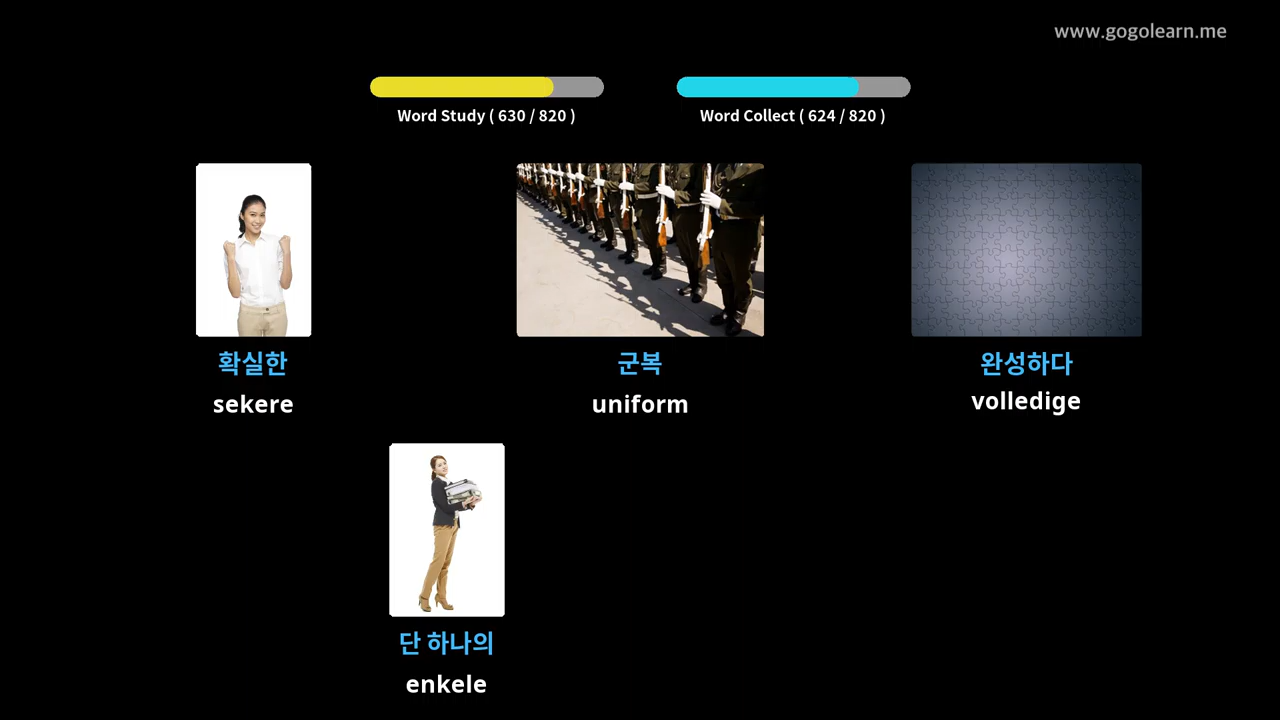 www.gogolearn.me
Word Study ( 630 / 820 )
Word Collect ( 624 / 820 )
확실한
sekere
군복
uniform
완성하다
volledige
단 하나의
enkele